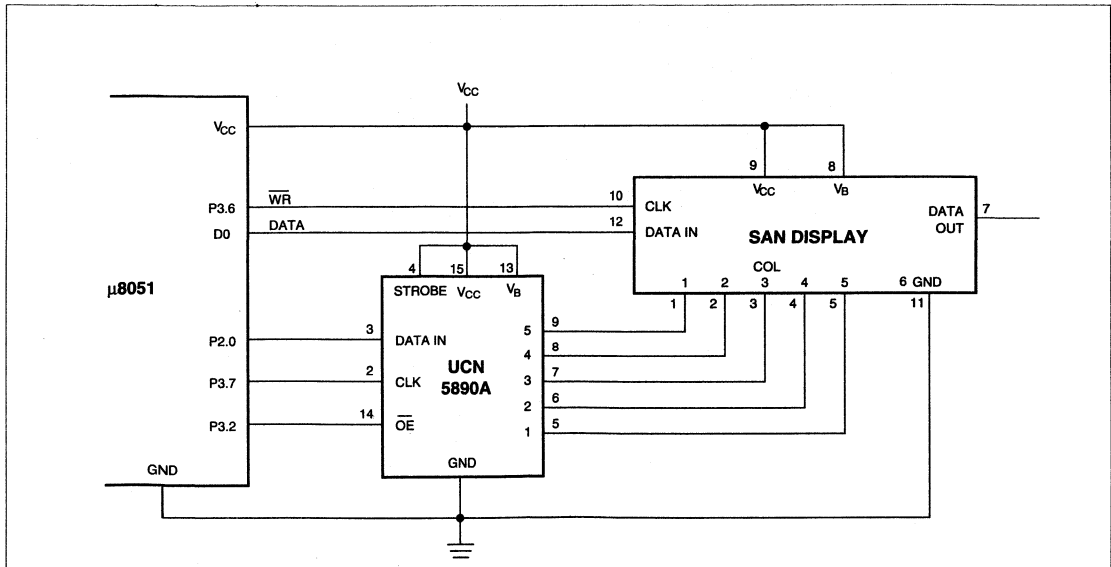 VCC
VCC
9
8
P3.6
WR
10
CLK
VCC
VB
DATA
OUT
7
D0
DATA
12
DATA IN
SAN DISPLAY
4
15
13
COL
μ8051
STROBE
VCC
VB
1
2
3
4
5
6 GND
1
2
3
4
5
11
P2.0
3
DATA IN
5
9
4
8
UCN
5890A
P3.7
2
CLK
3
7
2
6
P3.2
14
OE
1
5
GND
GND